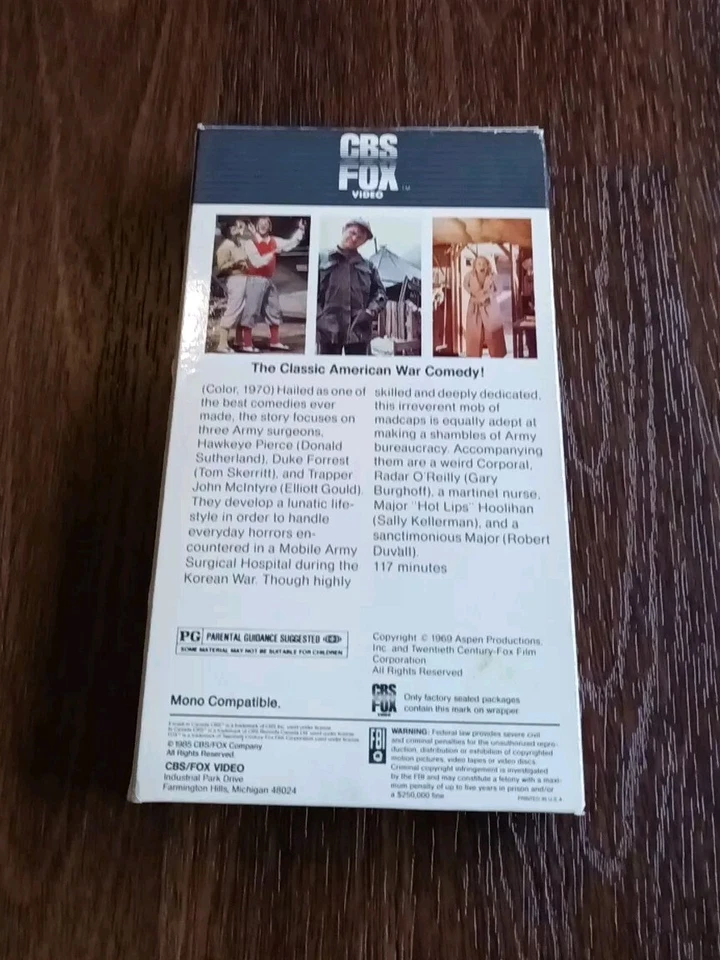 CBS
FOX™
VIDEO
The Classic American War Comedy!
(Color, 1970) Hailed as one of
the best comedies ever
made, the story focuses on
three Army surgeons,
Hawkeye Pierce (Donald
Sutherland), Duke Forrest
(Tom Skerritt), and Trapper
John McIntyre (Elliott Gould).
They develop a lunatic life-
style in order to handle
everyday horrors en-
countered in a Mobile Army
Surgical Hospital during the
Korean War. Though highly
skilled and deeply dedicated,
this irreverent mob of
madcaps is equally adept at
making a shambles of Army
bureaucracy. Accompanying
them are a weird Corporal,
Radar O'Reilly (Gary
Burghoff), a martinet nurse,
Major "Hot Lips" Hoolihan
(Sally Kellerman), and a
sanctimonious Major (Robert
Duvall).
117 minutes
PG PARENTAL GUIDANCE SUGGESTED
SOME MATERIAL MAY NOT BE SUITABLE FOR CHILDREN
Copyright © 1969 Aspen Productions,
Inc. and Twentieth Century-Fox Film
Corporation
All Rights Reserved
Mono Compatible.
CBS
FOX
VIDEO
Only factory sealed packages
contain this mark on wrapper.
© 1985 CBS/FOX Company
All Rights Reserved.
CBS/FOX VIDEO
Industrial Park Drive
Farmington Hills, Michigan 48024
FBI
WARNING: Federal law provides severe civil
and criminal penalties for the unauthorized repro-
duction, distribution or exhibition of copyrighted
motion pictures, video tapes or video discs.
Criminal copyright infringement is investigated
by the FBI and may constitute a felony with a maxi-
mum penalty of up to five years in prison and/or
a $250,000 fine.
PRINTED IN U.S.A.